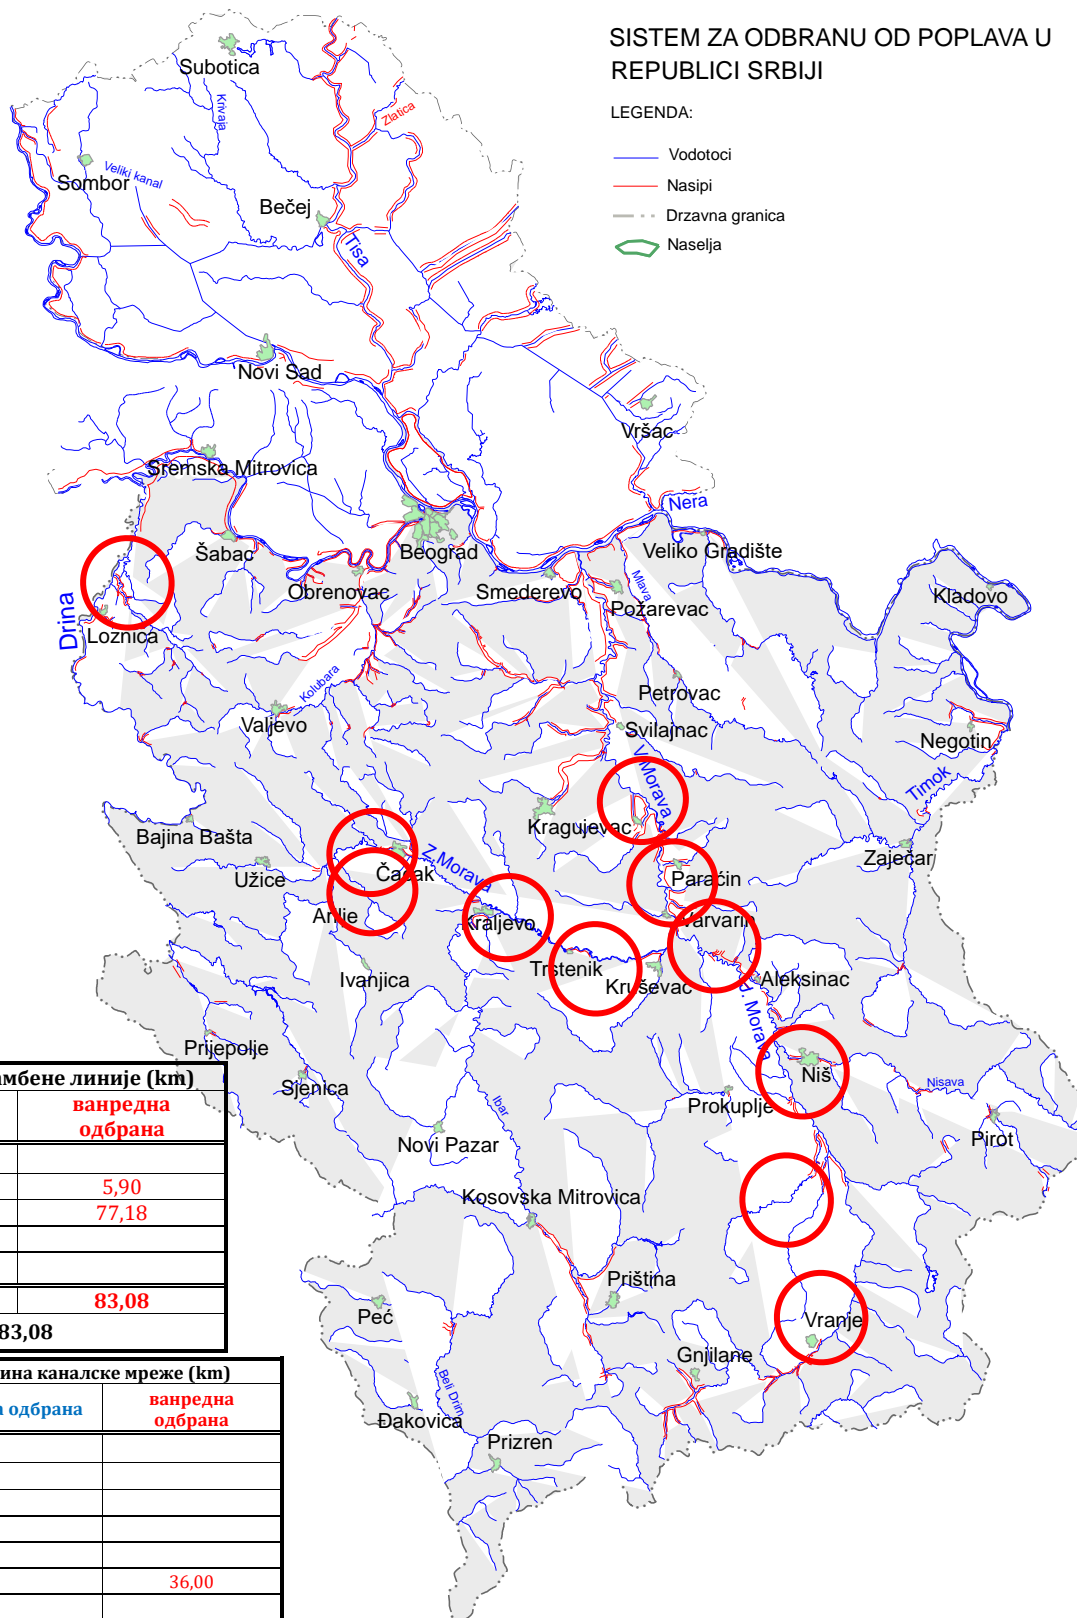 SISTEM ZA ODBRANU OD POPLAVA U
REPUBLICI SRBIJI
LEGENDA:
Vodotoci
Nasipi
Drzavna granica
Naselja
Subotica
Krivaja
Zlatica
Sombor
Veliki kanal
Bečej
Tisa
Novi Sad
Vršac
Sremska Mitrovica
Nera
Šabac
Beograd
Veliko Gradište
Obrenovac
Smederevo
Mlava
Požarevac
Kladovo
Drina
Loznica
Kolubara
Petrovac
Valjevo
Svilajnac
Negotin
V.Morava
Timok
Bajina Bašta
Kragujevac
Zaječar
Užice
Čačak
Z.Morava
Paraćin
Arilje
Kraljevo
Varvarin
Ivanjica
Trstenik
Kruševac
Aleksinac
J. Morava
Prijepolje
Sjenica
Niš
Nisava
Ibar
Prokuplje
Pirot
Novi Pazar
Kosovska Mitrovica
Priština
Peć
Vranje
Gnjilane
Beli Drim
Đakovica
Prizren
мбене линије (km)
ванредна
одбрана
5,90
77,18
83,08
83,08
ина каналске мреже (km)
а одбрана
ванредна
одбрана
36,00